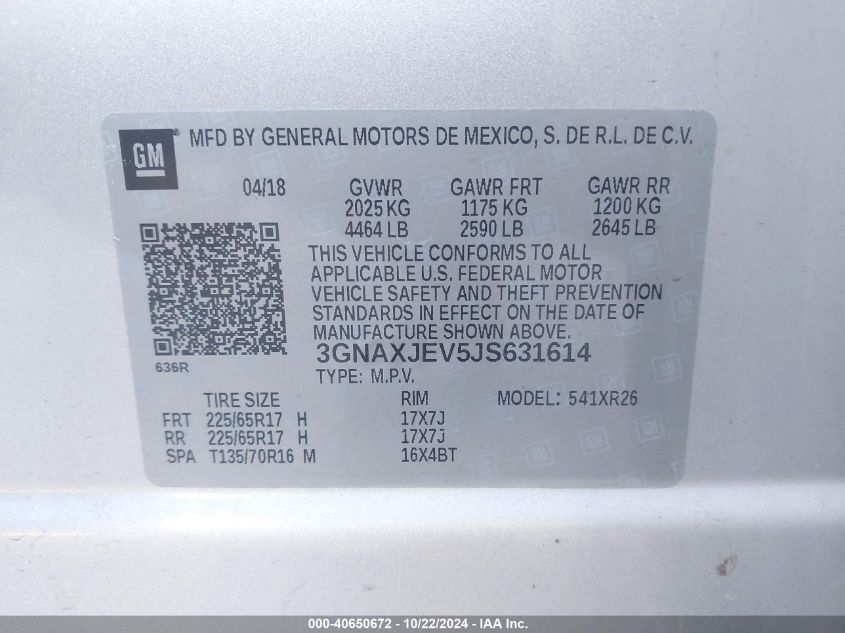 GM ® MFD BY GENERAL MOTORS DE MEXICO, S. DE R.L. DE C.V.
04/18 GVWR GAWR FRT GAWR RR
2025 KG 1175 KG 1200 KG
4464 LB 2590 LB 2645 LB
THIS VEHICLE CONFORMS TO ALL
APPLICABLE U.S. FEDERAL MOTOR
VEHICLE SAFETY AND THEFT PREVENTION
STANDARDS IN EFFECT ON THE DATE OF
MANUFACTURE SHOWN ABOVE.
3GNAXJEV5JS631614
636R
TYPE: M.P.V.
TIRE SIZE RIM MODEL: 541XR26
FRT 225/65R17 H 17X7J
RR 225/65R17 H 17X7J
SPA T135/70R16 M 16X4BT
000-40650672 - 10/22/2024 - IAA Inc.